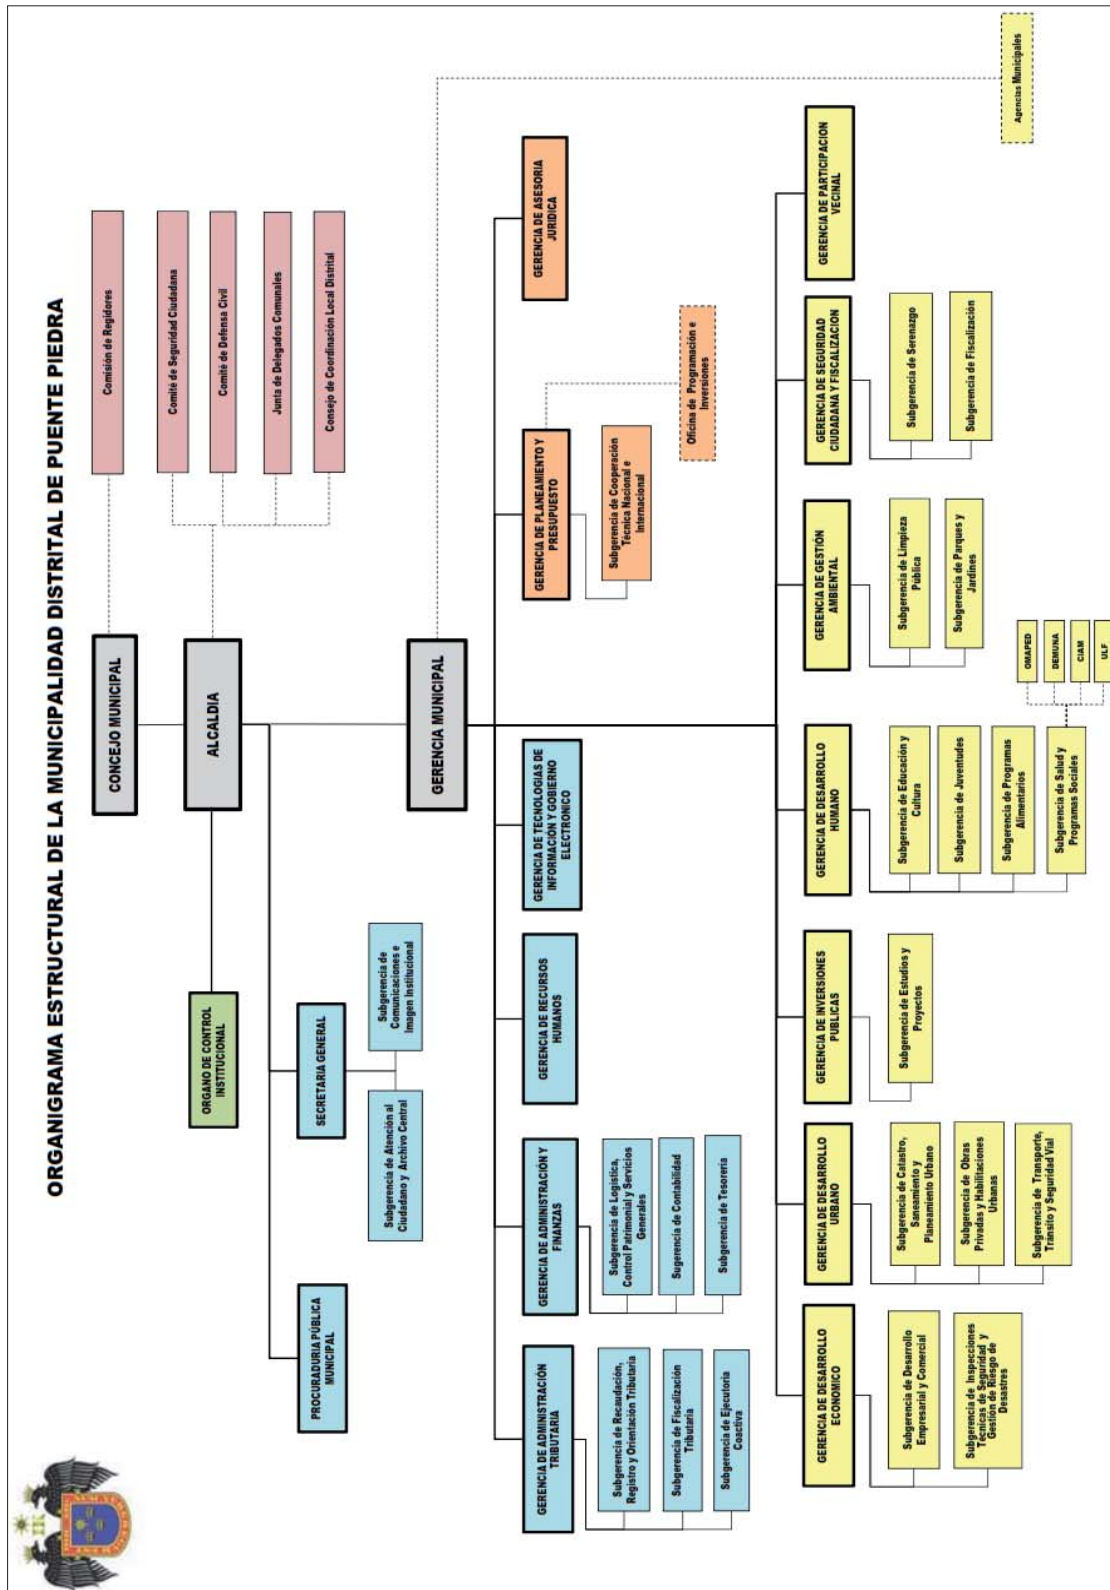 ORGANIGRAMA ESTRUCTURAL DE LA MUNICIPALIDAD DISTRITAL DE PUENTE PIEDRA
CONCEJO MUNICIPAL
Comisión de Regidores
ALCALDIA
Comité de Seguridad Ciudadana
Comité de Defensa Civil
Junta de Delegados Comunales
Consejo de Coordinación Local Distrital
ORGANO DE CONTROL
INSTITUCIONAL
PROCURADURIA PÚBLICA
MUNICIPAL
SECRETARIA GENERAL
Subgerencia de Atención al
Ciudadano y Archivo Central
Subgerencia de
Comunicaciones e
Imagen Institucional
GERENCIA MUNICIPAL
GERENCIA DE ADMINISTRACIÓN
TRIBUTARIA
Subgerencia de Recaudación,
Registro y Orientación Tributaria
Subgerencia de Fiscalización
Tributaria
Subgerencia de Ejecutoria
Coactiva
GERENCIA DE ADMINISTRACIÓN Y
FINANZAS
Subgerencia de Logística,
Control Patrimonial y Servicios
Generales
Sugerencia de Contabilidad
Subgerencia de Tesorería
GERENCIA DE RECURSOS
HUMANOS
GERENCIA DE TECNOLOGIAS DE
INFORMACIÓN Y GOBIERNO
ELECTRONICO
GERENCIA DE PLANEAMIENTO Y
PRESUPUESTO
Subgerencia de Cooperación
Técnica Nacional e
Internacional
Oficina de Programación e
Inversiones
GERENCIA DE ASESORIA
JURIDICA
GERENCIA DE DESARROLLO
ECONOMICO
Subgerencia de Desarrollo
Empresarial y Comercial
Subgerencia de Inspecciones
Técnicas de Seguridad y
Gestión de Riesgo de
Desastres
GERENCIA DE DESARROLLO
URBANO
Subgerencia de Catastro,
Saneamiento y
Planeamiento Urbano
Subgerencia de Obras
Privadas y Habilitaciones
Urbanas
Subgerencia de Transporte,
Tránsito y Seguridad Vial
GERENCIA DE INVERSIONES
PUBLICAS
Subgerencia de Estudios y
Proyectos
GERENCIA DE DESARROLLO
HUMANO
Subgerencia de Educación y
Cultura
Subgerencia de Juventudes
Subgerencia de Programas
Alimentarios
Subgerencia de Salud y
Programas Sociales
OMAPED
DEMUNA
CIAM
ULF
GERENCIA DE GESTIÓN
AMBIENTAL
Subgerencia de Limpieza
Pública
Subgerencia de Parques y
Jardines
GERENCIA DE SEGURIDAD
CIUDADANA Y FISCALIZACION
Subgerencia de Serenazgo
Subgerencia de Fiscalización
GERENCIA DE PARTICIPACION
VECINAL
Agencias Municipales